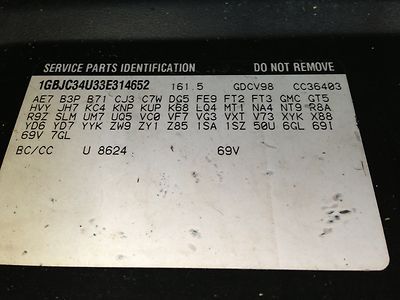 SERVICE PARTS IDENTIFICATION DO NOT REMOVE
1GBJC34U33E314652 161.5 GDCV98 CC36403
AE7 B3P B71 CJ3 C7W DG5 FE9 FT2 FT3 GMC GT5
HVY JH7 KC4 KNP KUP K68 LQ4 MT1 NA4 NT9 R8A
R9Z SLM UM7 UQ5 VC0 VF7 VG3 VXT V73 XYK X88
YD6 YD7 YYK ZW9 ZY1 Z85 1SA 1SZ 50U 6GL 69I
69V 7GL
BC/CC U 8624 69V